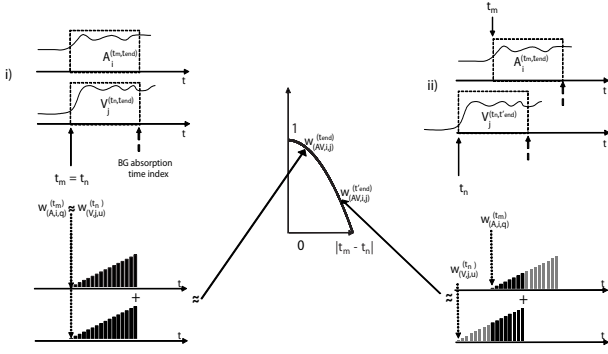 i)
A_i^(tm,tend)
t
V_j^(tn,tend)
t
t_m = t_n
BG absorption
time index
w_(A,i,q)^(tm) ≈ w_(V,j,u)^(tn)
t
+
t
≈
1
w_(AV,i,j)^(tend)
w_(AV,i,j)^(t'end)
0
|t_m - t_n|
t_m
ii)
A_i^(tm,tend)
t
V_j^(tn,t'end)
t
t_n
w_(A,i,q)^(tm)
w_(V,j,u)^(tn)
t
≈
+
t